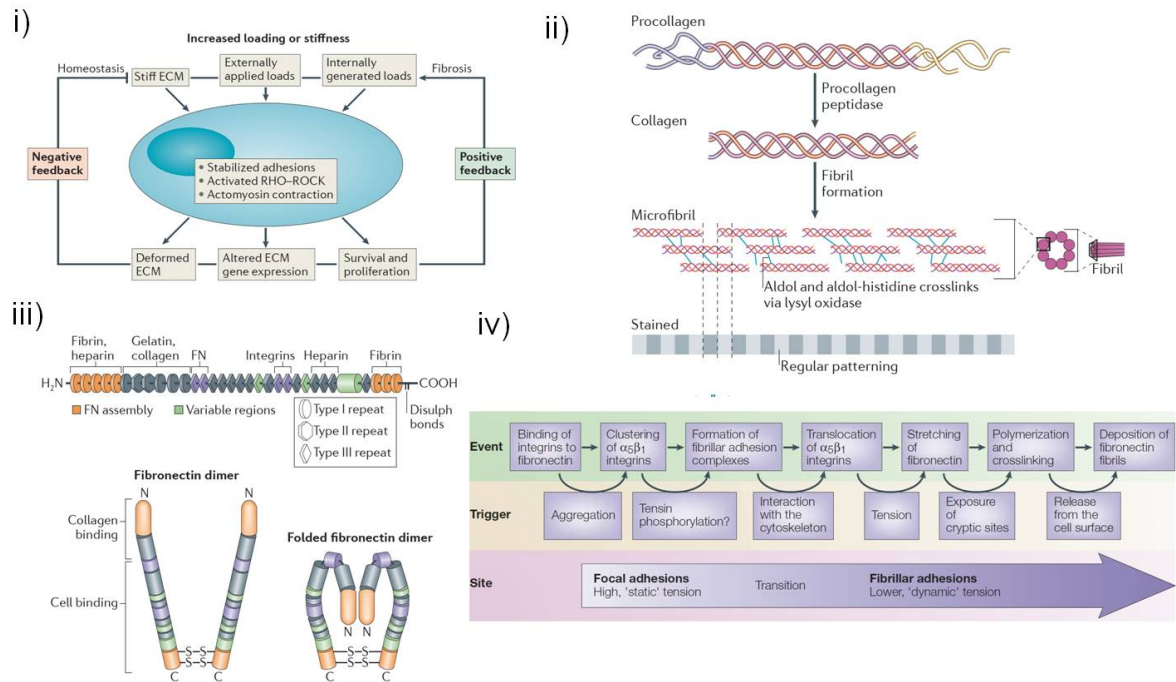 i)
Increased loading or stiffness
Homeostasis
Stiff ECM
Externally
applied loads
Internally
generated loads
Fibrosis
Negative
feedback
• Stabilized adhesions
• Activated RHO–ROCK
• Actomyosin contraction
Positive
feedback
Deformed
ECM
Altered ECM
gene expression
Survival and
proliferation
ii)
Procollagen
Procollagen
peptidase
Collagen
Fibril
formation
Microfibril
Fibril
Aldol and aldol-histidine crosslinks
via lysyl oxidase
Stained
Regular patterning
iii)
Fibrin,
heparin
Gelatin,
collagen
FN
Integrins
Heparin
Fibrin
H2N
COOH
FN assembly
Variable regions
Type I repeat
Type II repeat
Type III repeat
Disulph
bonds
Fibronectin dimer
N
N
Collagen
binding
Cell binding
S S
S S
C
C
Folded fibronectin dimer
N N
S S
S S
C
C
iv)
Event
Binding of
integrins to
fibronectin
Clustering
of α5β1
integrins
Formation of
fibrillar adhesion
complexes
Translocation
of α5β1
integrins
Stretching
of
fibronectin
Polymerization
and
crosslinking
Deposition of
fibronectin
fibrils
Trigger
Aggregation
Tensin
phosphorylation?
Interaction
with the
cytoskeleton
Tension
Exposure
of
cryptic sites
Release
from the
cell surface
Site
Focal adhesions
High, 'static' tension
Transition
Fibrillar adhesions
Lower, 'dynamic' tension